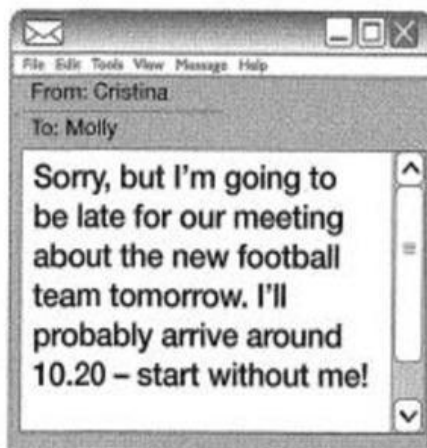 File Edit Tools View Message Help
From: Cristina
To: Molly
Sorry, but I'm going to
be late for our meeting
about the new football
team tomorrow. I'll
probably arrive around
10.20 – start without me!